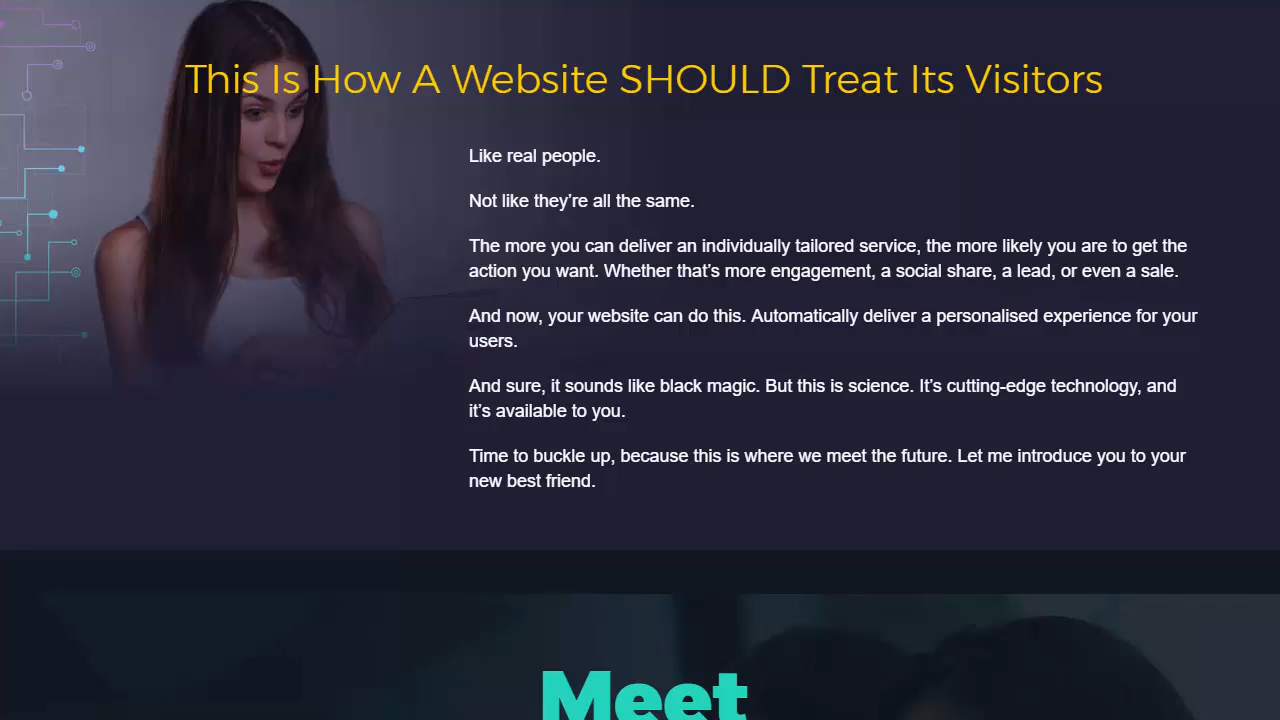 This Is How A Website SHOULD Treat Its Visitors
Like real people.
Not like they’re all the same.
The more you can deliver an individually tailored service, the more likely you are to get the
action you want. Whether that’s more engagement, a social share, a lead, or even a sale.
And now, your website can do this. Automatically deliver a personalised experience for your
users.
And sure, it sounds like black magic. But this is science. It’s cutting-edge technology, and
it’s available to you.
Time to buckle up, because this is where we meet the future. Let me introduce you to your
new best friend.
Meet